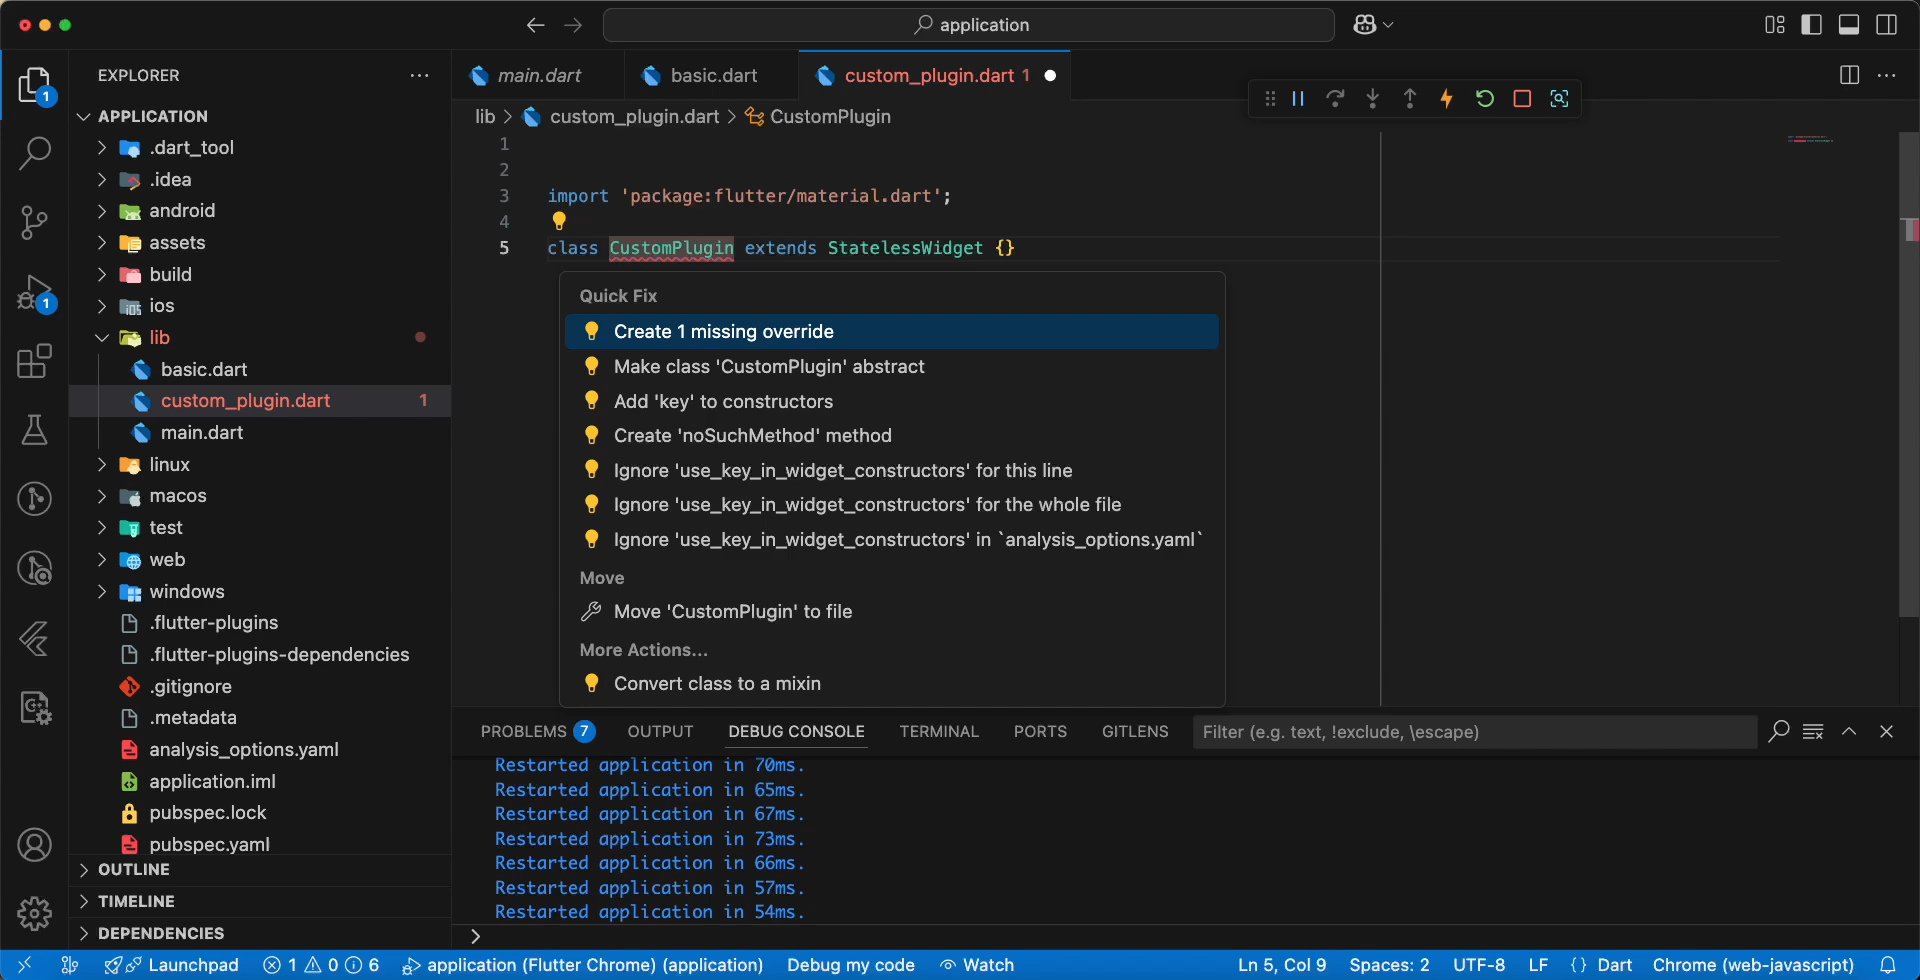 application
EXPLORER
APPLICATION
.dart_tool
.idea
android
assets
build
ios
lib
basic.dart
custom_plugin.dart 1
main.dart
linux
macos
test
web
windows
.flutter-plugins
.flutter-plugins-dependencies
.gitignore
.metadata
analysis_options.yaml
application.iml
pubspec.lock
pubspec.yaml
OUTLINE
TIMELINE
DEPENDENCIES
1
1
main.dart
basic.dart
custom_plugin.dart 1
lib > custom_plugin.dart > CustomPlugin
1
2
3 import 'package:flutter/material.dart';
4
5 class CustomPlugin extends StatelessWidget {}
Quick Fix
Create 1 missing override
Make class 'CustomPlugin' abstract
Add 'key' to constructors
Create 'noSuchMethod' method
Ignore 'use_key_in_widget_constructors' for this line
Ignore 'use_key_in_widget_constructors' for the whole file
Ignore 'use_key_in_widget_constructors' in `analysis_options.yaml`
Move
Move 'CustomPlugin' to file
More Actions...
Convert class to a mixin
PROBLEMS 7 OUTPUT DEBUG CONSOLE TERMINAL PORTS GITLENS Filter (e.g. text, !exclude, \escape)
Restarted application in 70ms.
Restarted application in 65ms.
Restarted application in 67ms.
Restarted application in 73ms.
Restarted application in 66ms.
Restarted application in 57ms.
Restarted application in 54ms.
>
Launchpad 1 0 6 application (Flutter Chrome) (application) Debug my code Watch Ln 5, Col 9 Spaces: 2 UTF-8 LF {} Dart Chrome (web-javascript)